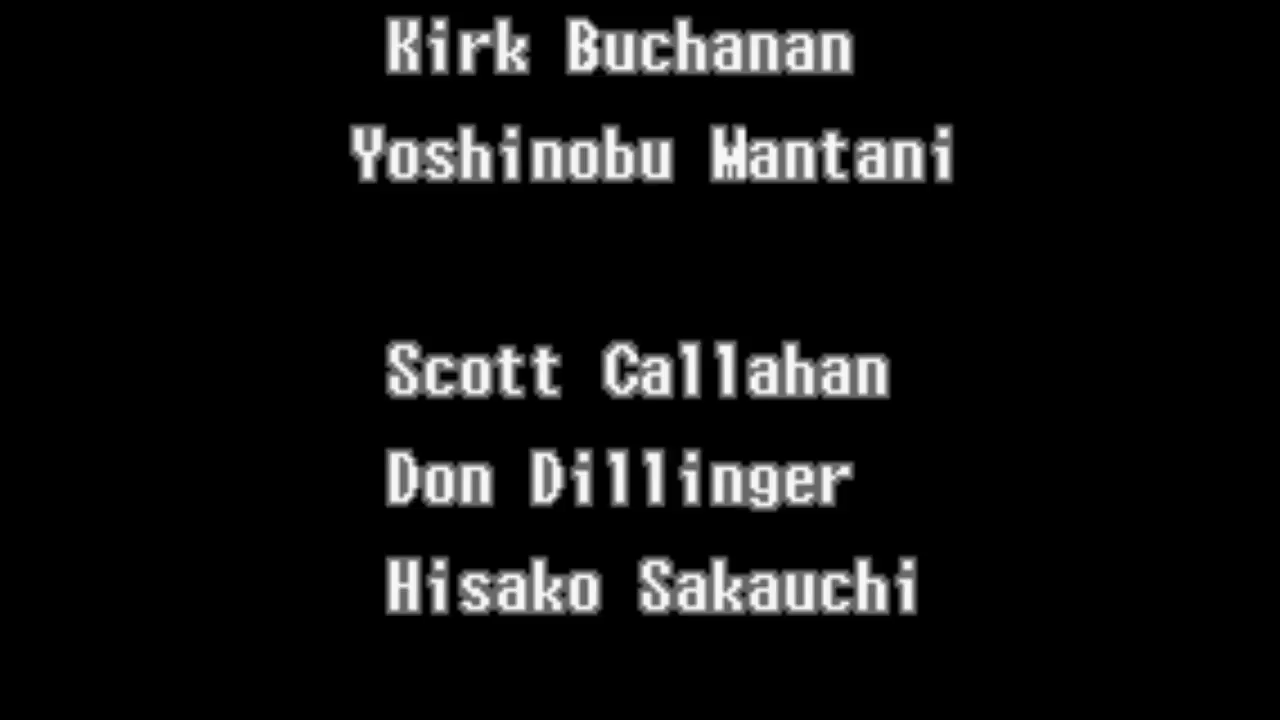 Kirk Buchanan
Yoshinobu Mantani
Scott Callahan
Don Dillinger
Hisako Sakauchi